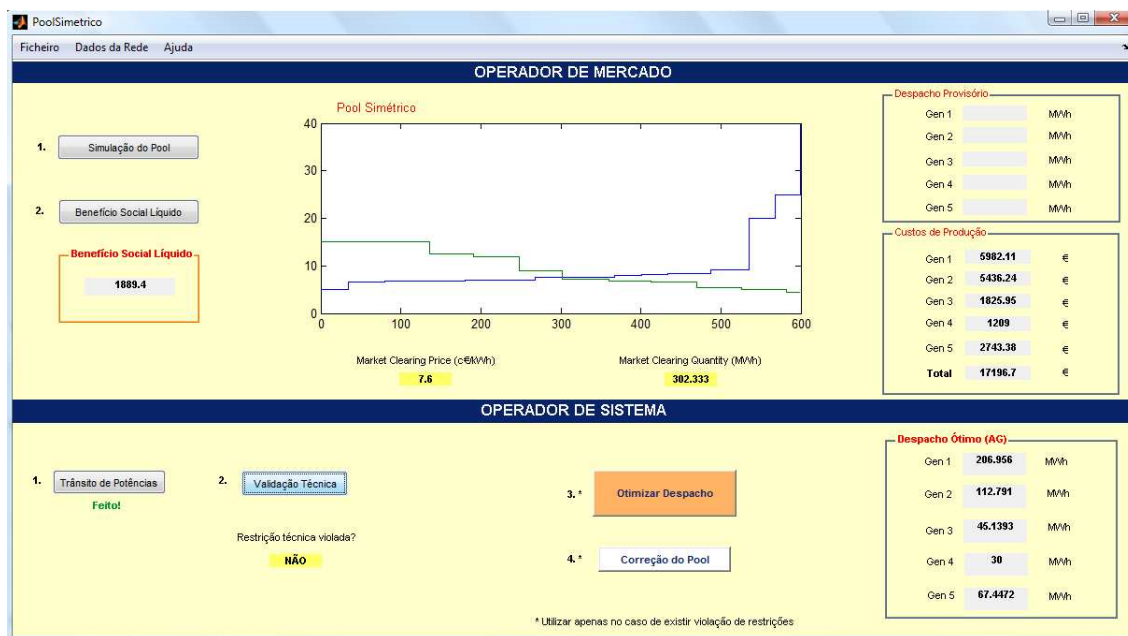 PoolSimetrico
Ficheiro Dados da Rede Ajuda
OPERADOR DE MERCADO
1. Simulação do Pool
2. Benefício Social Líquido
Benefício Social Líquido
1889.4
Pool Simétrico
40
30
20
10
0
0 100 200 300 400 500 600
Market Clearing Price (c€/kWh)
7.6
Market Clearing Quantity (MWh)
302.333
Despacho Provisório
Gen 1 MWh
Gen 2 MWh
Gen 3 MWh
Gen 4 MWh
Gen 5 MWh
Custos de Produção
Gen 1 5982.11 €
Gen 2 5436.24 €
Gen 3 1825.95 €
Gen 4 1209 €
Gen 5 2743.38 €
Total 17196.7 €
OPERADOR DE SISTEMA
1. Trânsito de Potências
Feito!
2. Validação Técnica
Restrição técnica violada?
NÃO
3. * Otimizar Despacho
4. * Correção do Pool
* Utilizar apenas no caso de existir violação de restrições
Despacho Ótimo (AG)
Gen 1 206.956 MWh
Gen 2 112.791 MWh
Gen 3 45.1393 MWh
Gen 4 30 MWh
Gen 5 67.4472 MWh